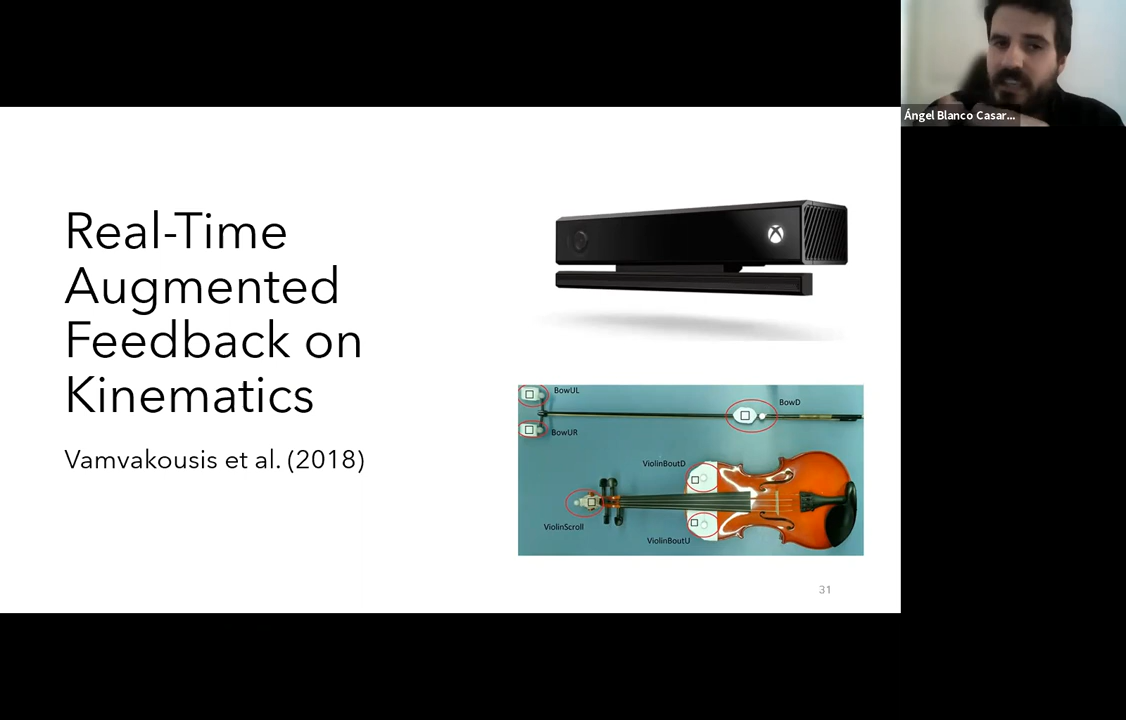 Ángel Blanco Casar...
Real-Time
Augmented
Feedback on
Kinematics
Vamvakousis et al. (2018)
BowUL
BowD
BowUR
ViolinBoutD
ViolinScroll
ViolinBoutU
31